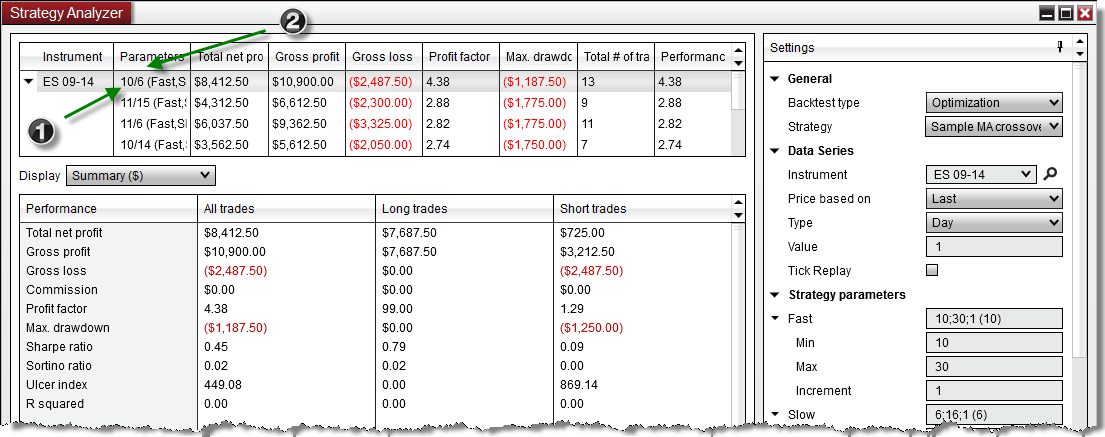 Strategy Analyzer
2
1
Instrument Parameters Total net pro Gross profit Gross loss Profit factor Max. drawdo Total # of tra Performanc
ES 09-14 10/6 (Fast,S $8,412.50 $10,900.00 ($2,487.50) 4.38 ($1,187.50) 13 4.38
11/15 (Fast,S $4,312.50 $6,612.50 ($2,300.00) 2.88 ($1,775.00) 9 2.88
11/6 (Fast,Sl $6,037.50 $9,362.50 ($3,325.00) 2.82 ($1,775.00) 11 2.82
10/14 (Fast, $3,562.50 $5,612.50 ($2,050.00) 2.74 ($1,750.00) 7 2.74
Display Summary ($)
Performance All trades Long trades Short trades
Total net profit $8,412.50 $7,687.50 $725.00
Gross profit $10,900.00 $7,687.50 $3,212.50
Gross loss ($2,487.50) $0.00 ($2,487.50)
Commission $0.00 $0.00 $0.00
Profit factor 4.38 99.00 1.29
Max. drawdown ($1,187.50) $0.00 ($1,250.00)
Sharpe ratio 0.45 0.79 0.09
Sortino ratio 0.02 0.02 0.00
Ulcer index 449.08 0.00 869.14
R squared 0.00 0.00 0.00
Settings
General
Backtest type Optimization
Strategy Sample MA crossove
Data Series
Instrument ES 09-14
Price based on Last
Type Day
Value 1
Tick Replay
Strategy parameters
Fast 10;30;1 (10)
Min 10
Max 30
Increment 1
Slow 6;16;1 (6)